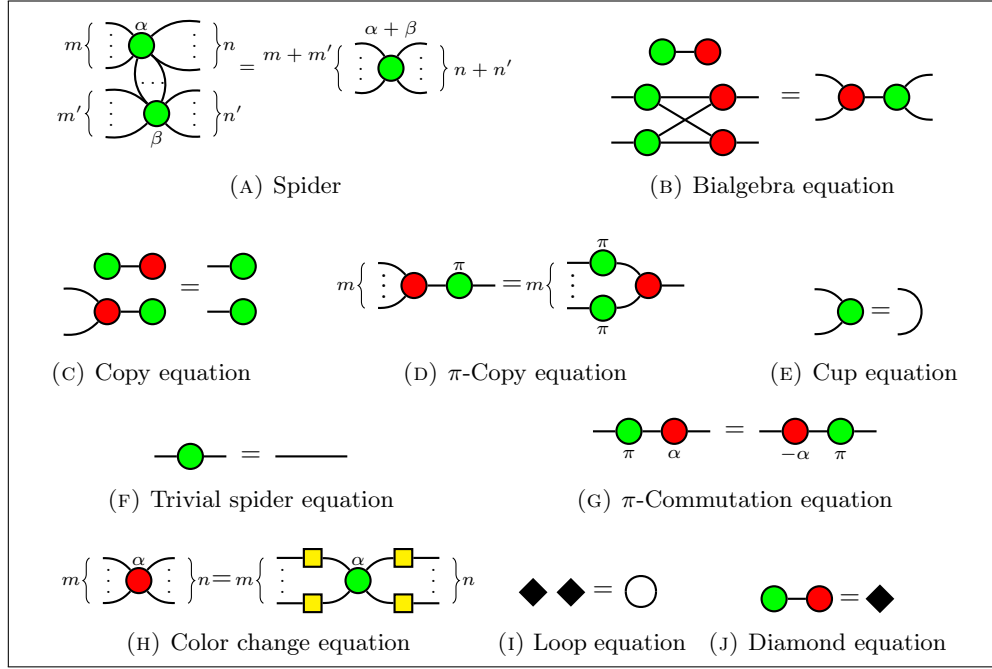 α
m { n = m + m′ { α + β } n + n′
m′ { β } n′
=
(A) Spider
(B) Bialgebra equation
=
π
m = m
π
π
=
(C) Copy equation
(D) π-Copy equation
(E) Cup equation
=
π α = −α π
(F) Trivial spider equation
(G) π-Commutation equation
m { α } n = m { α } n
=
=
(H) Color change equation
(I) Loop equation
(J) Diamond equation